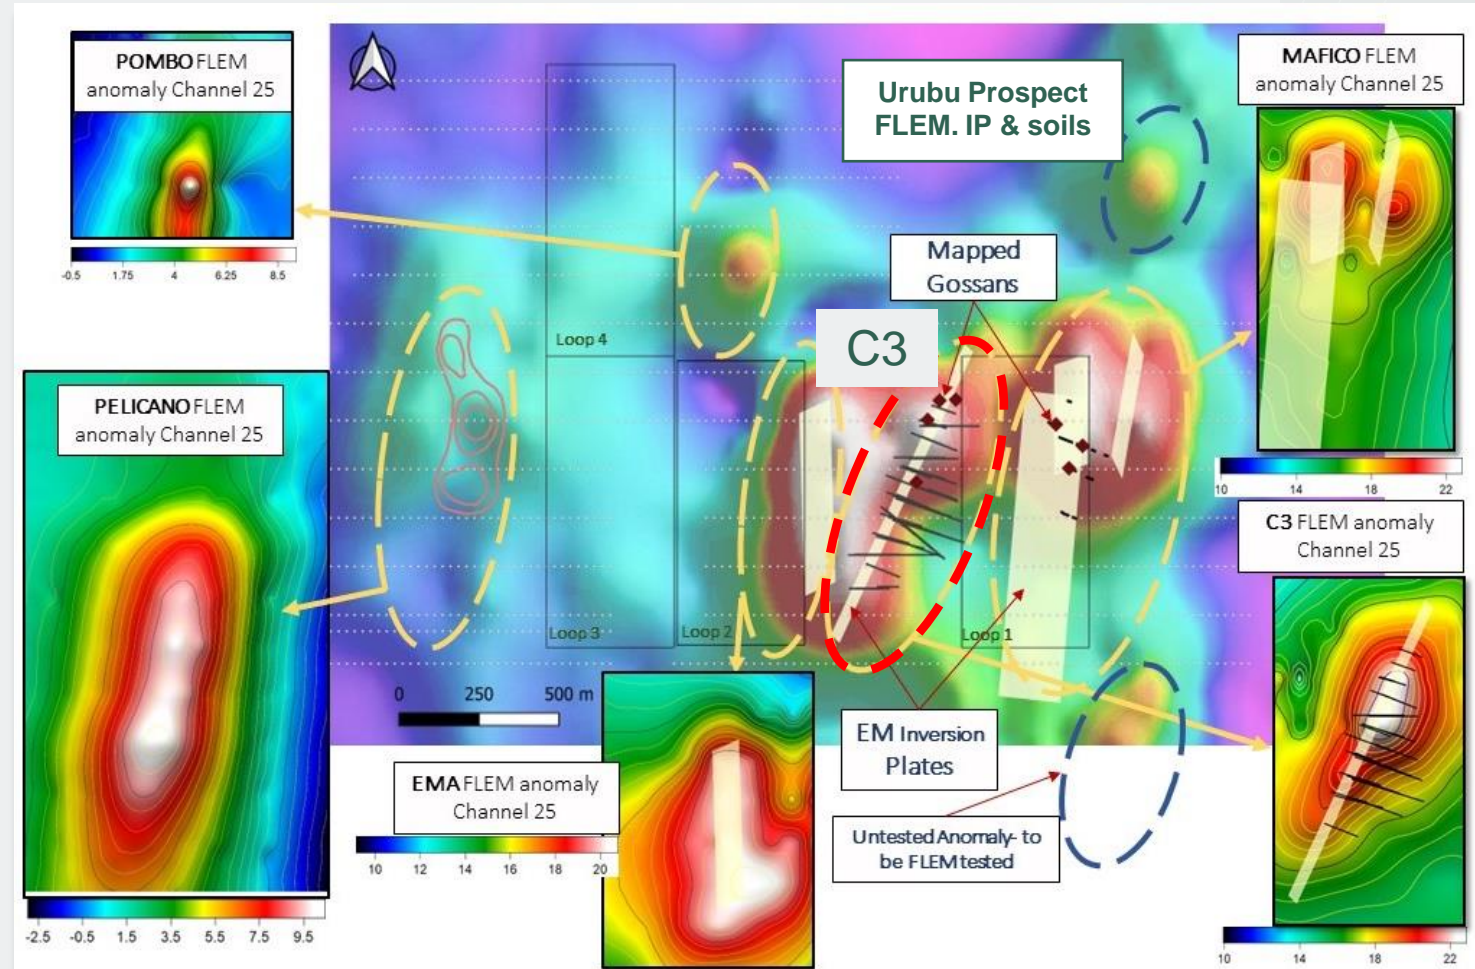 POMBO FLEM
anomaly Channel 25
-0.5 1.75 4 6.25 8.5
Urubu Prospect
FLEM. IP & soils
MAFICO FLEM
anomaly Channel 25
10 14 18 22
Mapped
Gossans
C3
Loop 4
PELICANO FLEM
anomaly Channel 25
-2.5 -0.5 1.5 3.5 5.5 7.5 9.5
Loop 3
Loop 2
Loop 1
0 250 500 m
C3 FLEM anomaly
Channel 25
10 14 18 22
EM Inversion
Plates
EMA FLEM anomaly
Channel 25
10 12 14 16 18 20
Untested Anomaly- to
be FLEM tested